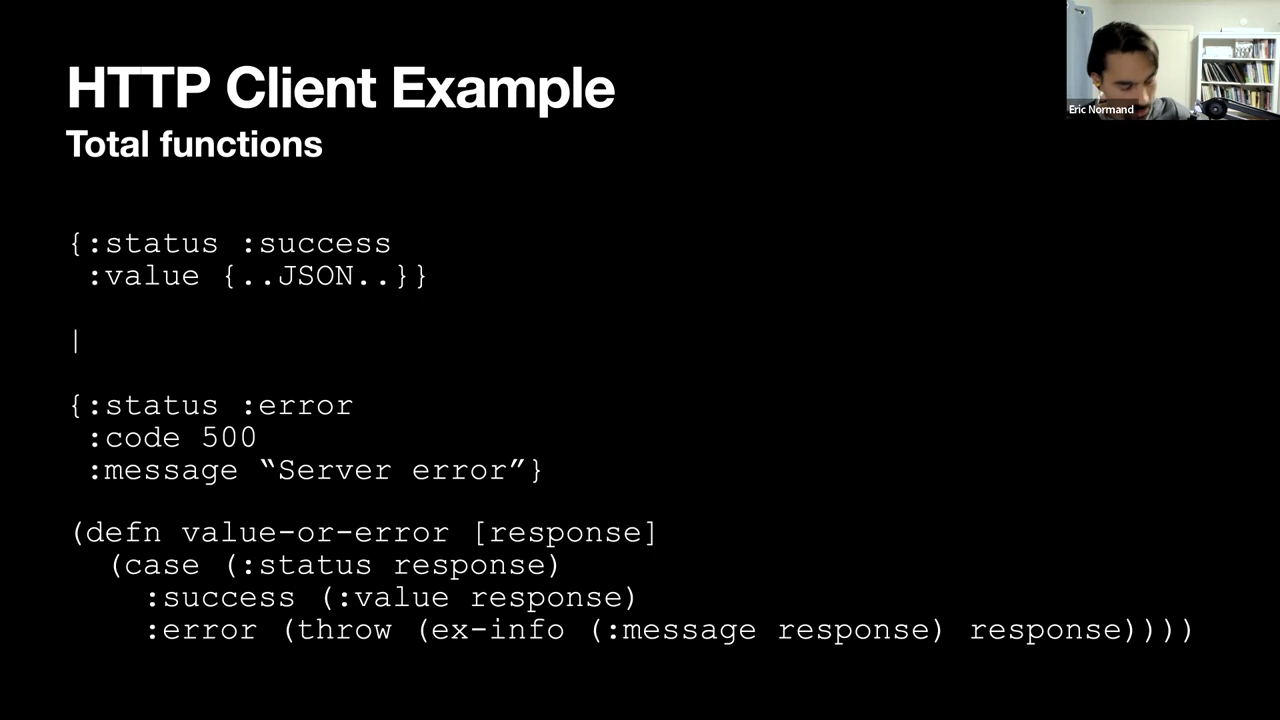 HTTP Client Example
Total functions
Eric Normand
{:status :success
 :value {..JSON..}}
|
{:status :error
 :code 500
 :message “Server error”}
(defn value-or-error [response]
  (case (:status response)
    :success (:value response)
    :error (throw (ex-info (:message response) response))))